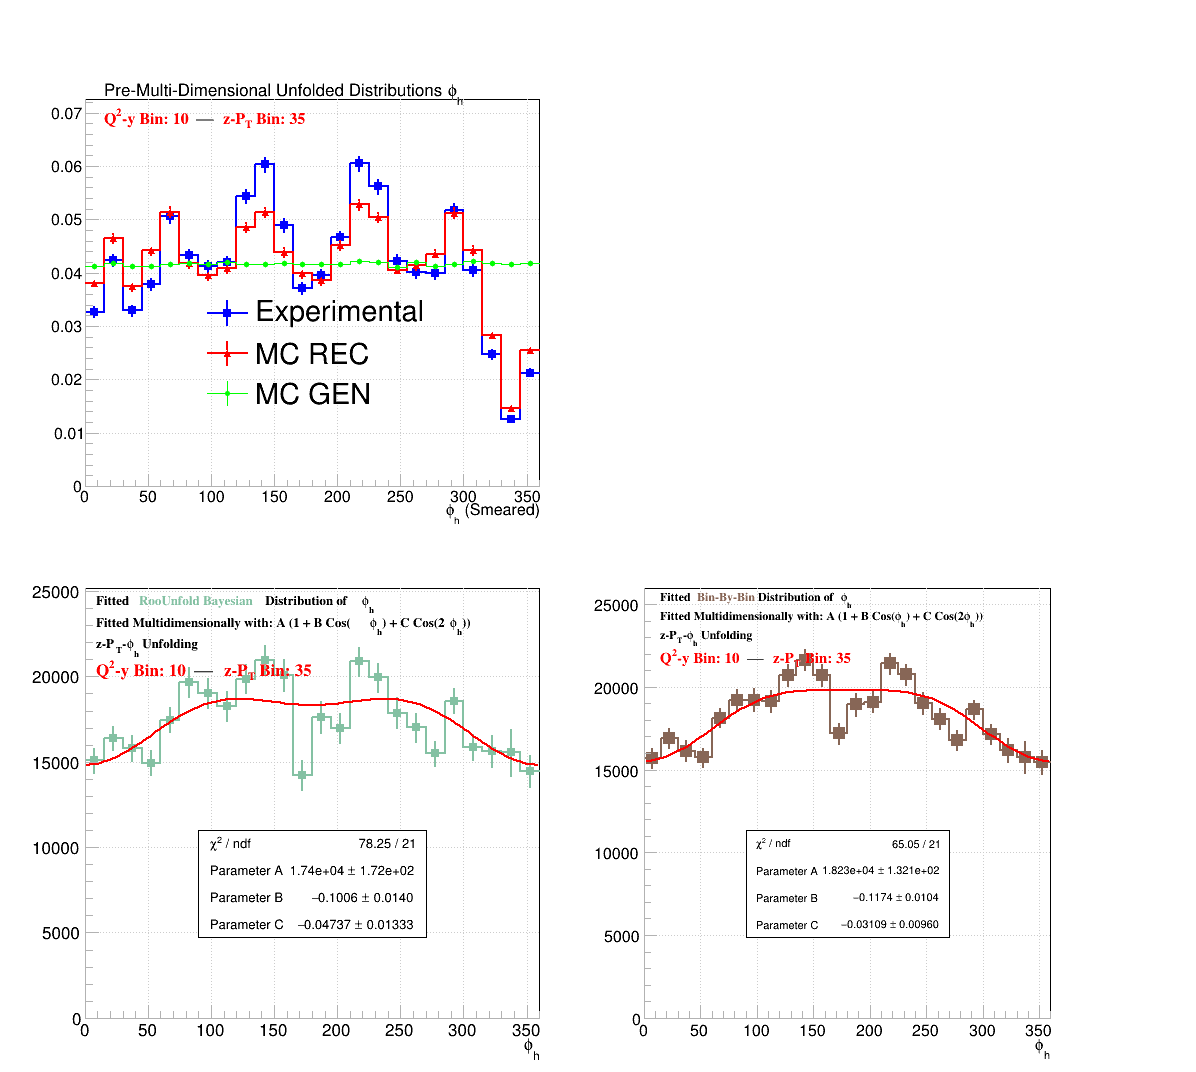 Pre-Multi-Dimensional Unfolded Distributions ϕh
Q²-y Bin: 10 — z-PT Bin: 35
0.07
0.06
0.05
0.04
0.03
0.02
0.01
0
Experimental
MC REC
MC GEN
0 50 100 150 200 250 300 350
ϕh (Smeared)
Fitted RooUnfold Bayesian Distribution of ϕh
Fitted Multidimensionally with: A (1 + B Cos( ϕh) + C Cos(2 ϕh))
z-PT-ϕh Unfolding
Q²-y Bin: 10 — z-PT Bin: 35
25000
20000
15000
10000
5000
0
χ² / ndf 78.25 / 21
Parameter A 1.74e+04 ± 1.72e+02
Parameter B −0.1006 ± 0.0140
Parameter C −0.04737 ± 0.01333
0 50 100 150 200 250 300 350
ϕh
Fitted Bin-By-Bin Distribution of ϕh
Fitted Multidimensionally with: A (1 + B Cos(ϕh) + C Cos(2ϕh))
z-PT-ϕh Unfolding
Q²-y Bin: 10 — z-PT Bin: 35
25000
20000
15000
10000
5000
0
χ² / ndf 65.05 / 21
Parameter A 1.823e+04 ± 1.321e+02
Parameter B −0.1174 ± 0.0104
Parameter C −0.03109 ± 0.00960
0 50 100 150 200 250 300 350
ϕh